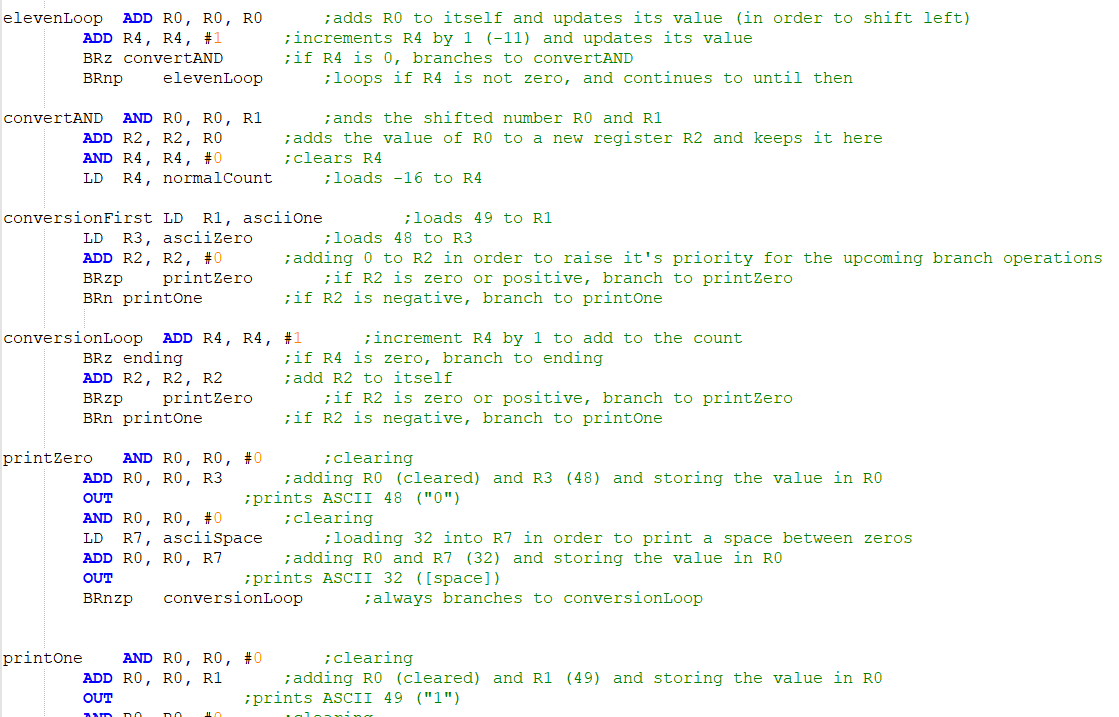 elevenLoop ADD R0, R0, R0 ;adds R0 to itself and updates its value (in order to shift left)
ADD R4, R4, #1 ;increments R4 by 1 (-11) and updates its value
BRz convertAND ;if R4 is 0, branches to convertAND
BRnp elevenLoop ;loops if R4 is not zero, and continues to until then
convertAND AND R0, R0, R1 ;ands the shifted number R0 and R1
ADD R2, R2, R0 ;adds the value of R0 to a new register R2 and keeps it here
AND R4, R4, #0 ;clears R4
LD R4, normalCount ;loads -16 to R4
conversionFirst LD R1, asciiOne ;loads 49 to R1
LD R3, asciiZero ;loads 48 to R3
ADD R2, R2, #0 ;adding 0 to R2 in order to raise it's priority for the upcoming branch operations
BRzp printZero ;if R2 is zero or positive, branch to printZero
BRn printOne ;if R2 is negative, branch to printOne
conversionLoop ADD R4, R4, #1 ;increment R4 by 1 to add to the count
BRz ending ;if R4 is zero, branch to ending
ADD R2, R2, R2 ;add R2 to itself
BRzp printZero ;if R2 is zero or positive, branch to printZero
BRn printOne ;if R2 is negative, branch to printOne
printZero AND R0, R0, #0 ;clearing
ADD R0, R0, R3 ;adding R0 (cleared) and R3 (48) and storing the value in R0
OUT ;prints ASCII 48 ("0")
AND R0, R0, #0 ;clearing
LD R7, asciiSpace ;loading 32 into R7 in order to print a space between zeros
ADD R0, R0, R7 ;adding R0 and R7 (32) and storing the value in R0
OUT ;prints ASCII 32 ([space])
BRnzp conversionLoop ;always branches to conversionLoop
printOne AND R0, R0, #0 ;clearing
ADD R0, R0, R1 ;adding R0 (cleared) and R1 (49) and storing the value in R0
OUT ;prints ASCII 49 ("1")
AND R0, R0, #0 ;clearing